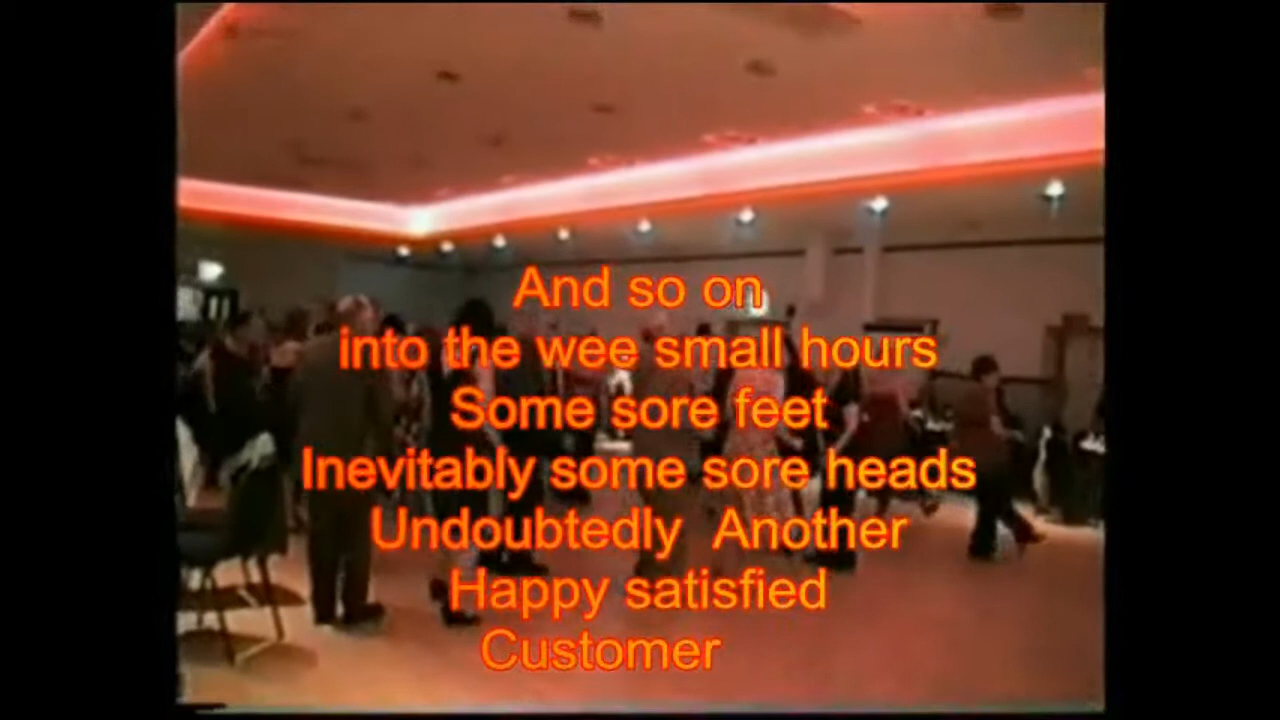 And so on
into the wee small hours
Some sore feet
Inevitably some sore heads
Undoubtedly  Another
Happy satisfied
Customer